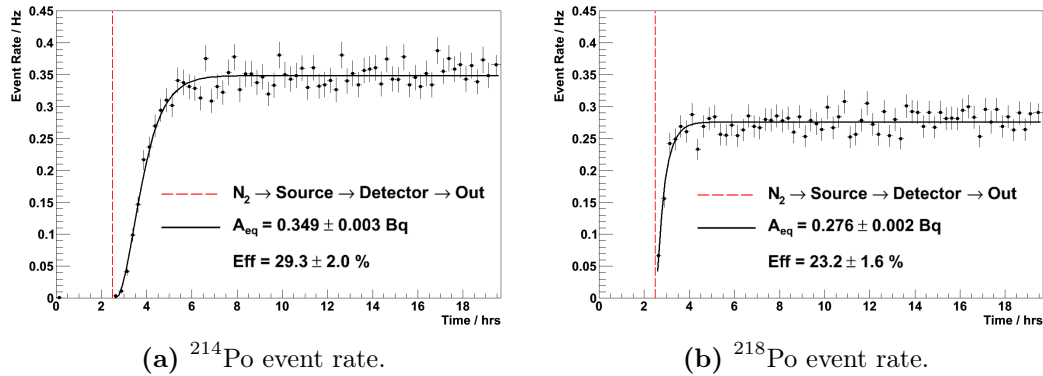 Event Rate / Hz
0.45
0.4
0.35
0.3
0.25
0.2
0.15
0.1
0.05
0
N₂ → Source → Detector → Out
A_eq = 0.349 ± 0.003 Bq
Eff = 29.3 ± 2.0 %
0 2 4 6 8 10 12 14 16 18
Time / hrs
(a) ²¹⁴Po event rate.
Event Rate / Hz
0.45
0.4
0.35
0.3
0.25
0.2
0.15
0.1
0.05
0
N₂ → Source → Detector → Out
A_eq = 0.276 ± 0.002 Bq
Eff = 23.2 ± 1.6 %
0 2 4 6 8 10 12 14 16 18
Time / hrs
(b) ²¹⁸Po event rate.